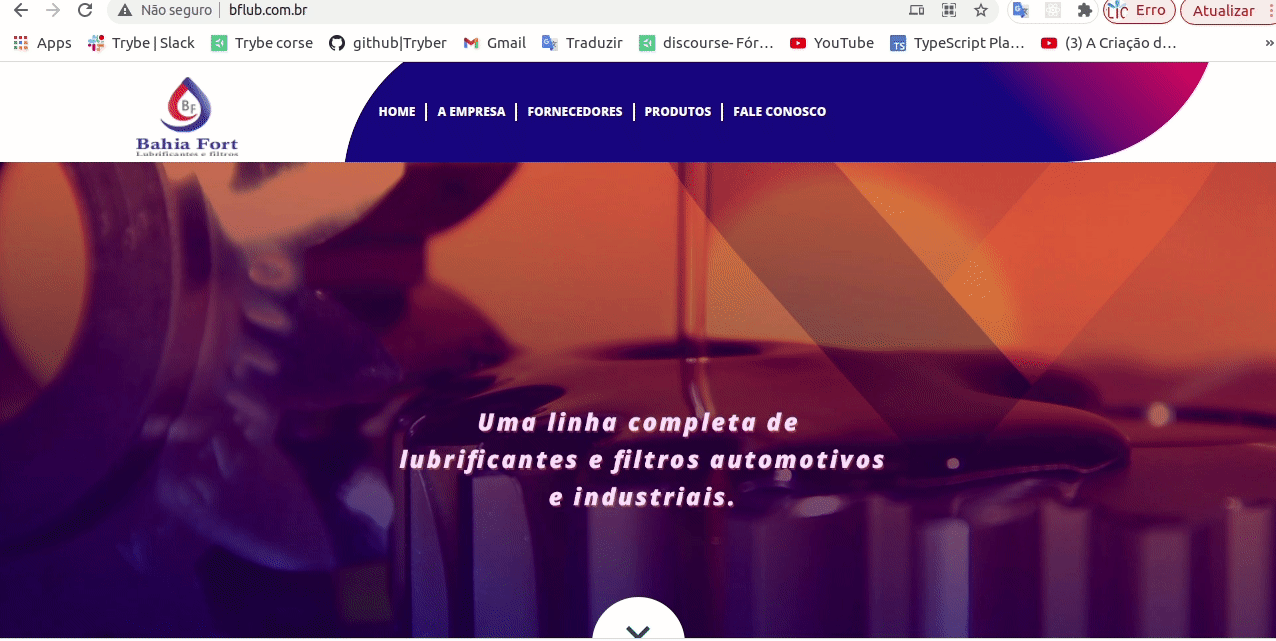 Não seguro | bflub.com.br
Erro
Atualizar
Apps
Trybe | Slack
Trybe corse
github|Tryber
Gmail
Traduzir
discourse- Fór...
YouTube
TypeScript Pla...
(3) A Criação d...
»
BF
Bahia Fort
Lubrificantes e filtros
HOME | A EMPRESA | FORNECEDORES | PRODUTOS | FALE CONOSCO
Uma linha completa de
lubrificantes e filtros automotivos
e industriais.